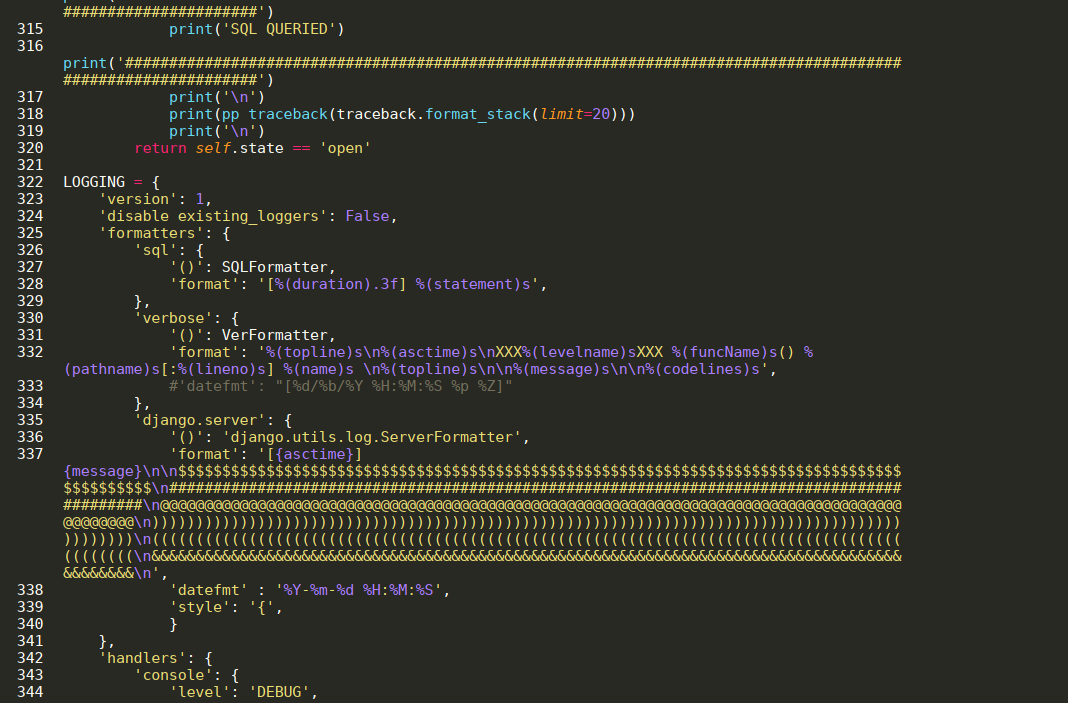 ######################')
315 print('SQL QUERIED')
316
print('########################################################################################
######################')
317 print('\n')
318 print(pp traceback(traceback.format_stack(limit=20)))
319 print('\n')
320 return self.state == 'open'
321
322 LOGGING = {
323 'version': 1,
324 'disable existing_loggers': False,
325 'formatters': {
326 'sql': {
327 '()': SQLFormatter,
328 'format': '[%(duration).3f] %(statement)s',
329 },
330 'verbose': {
331 '()': VerFormatter,
332 'format': '%(topline)s\n%(asctime)s\nXXX%(levelname)sXXX %(funcName)s() %
(pathname)s[:%(lineno)s] %(name)s \n%(topline)s\n\n%(message)s\n\n%(codelines)s',
333 #'datefmt': "[%d/%b/%Y %H:%M:%S %p %Z]"
334 },
335 'django.server': {
336 '()': 'django.utils.log.ServerFormatter',
337 'format': '[{asctime}]
{message}\n\n$$$$$$$$$$$$$$$$$$$$$$$$$$$$$$$$$$$$$$$$$$$$$$$$$$$$$$$$$$$$$$$$$$$$$$$$$$$$$$$$$$
$$$$$$$$$$\n###################################################################################
#########\n@@@@@@@@@@@@@@@@@@@@@@@@@@@@@@@@@@@@@@@@@@@@@@@@@@@@@@@@@@@@@@@@@@@@@@@@@@@@@@@@@@@@
@@@@@@@@\n)))))))))))))))))))))))))))))))))))))))))))))))))))))))))))))))))))))))))))))))))))))
))))))))\n(((((((((((((((((((((((((((((((((((((((((((((((((((((((((((((((((((((((((((((((((((((
((((((((\n&&&&&&&&&&&&&&&&&&&&&&&&&&&&&&&&&&&&&&&&&&&&&&&&&&&&&&&&&&&&&&&&&&&&&&&&&&&&&&&&&&&&&
&&&&&&&&\n',
338 'datefmt' : '%Y-%m-%d %H:%M:%S',
339 'style': '{',
340 }
341 },
342 'handlers': {
343 'console': {
344 'level': 'DEBUG',